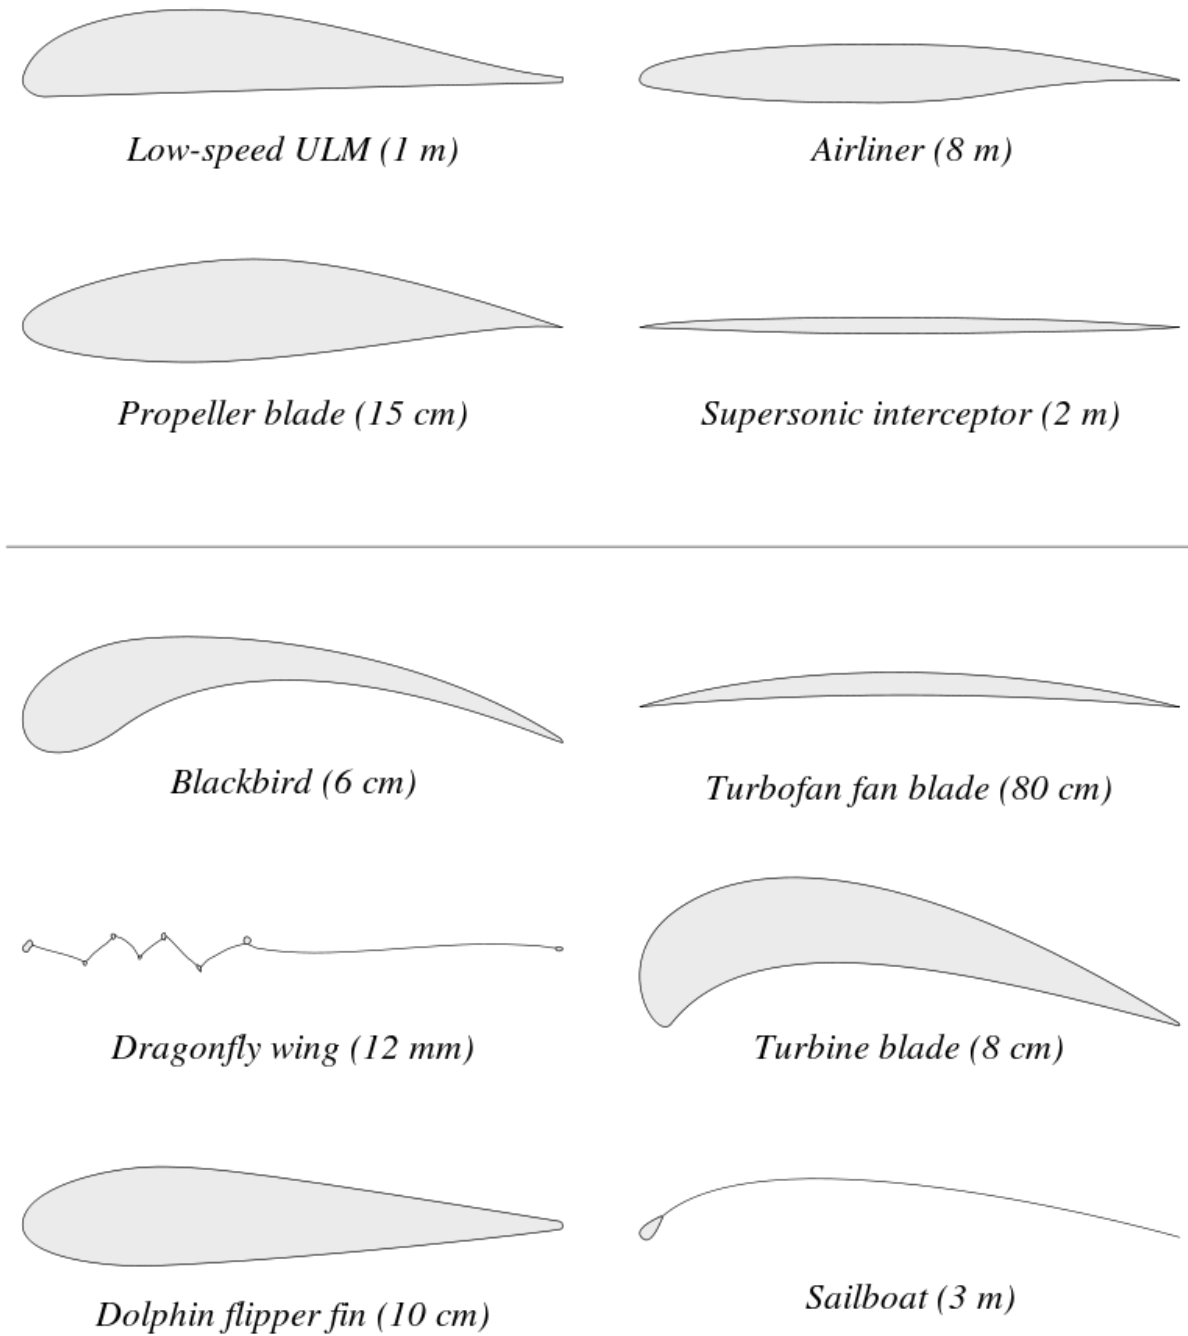 Low-speed ULM (1 m)
Airliner (8 m)
Propeller blade (15 cm)
Supersonic interceptor (2 m)
Blackbird (6 cm)
Turbofan fan blade (80 cm)
Dragonfly wing (12 mm)
Turbine blade (8 cm)
Dolphin flipper fin (10 cm)
Sailboat (3 m)